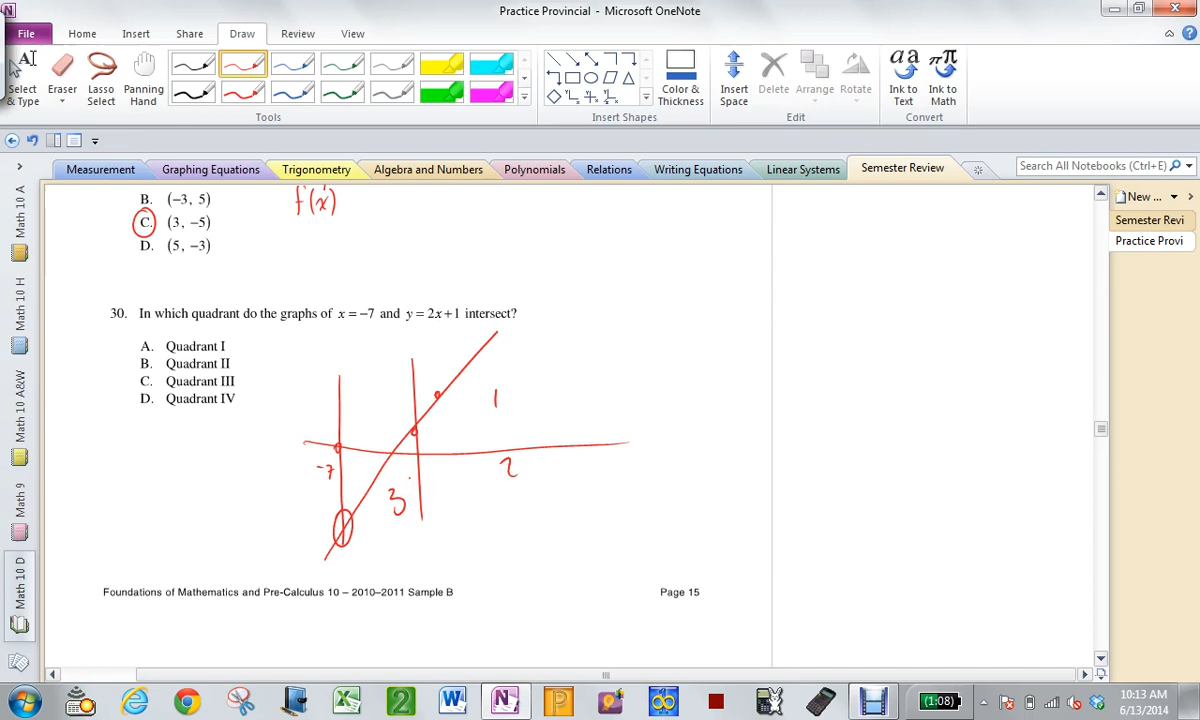 Practice Provincial - Microsoft OneNote
File Home Insert Share Draw Review View
Select & Type
Eraser
Lasso Select
Panning Hand
Color & Thickness
Insert Space
Delete
Arrange
Rotate
Ink to Text
Ink to Math
Tools
Insert Shapes
Edit
Convert
Measurement Graphing Equations Trigonometry Algebra and Numbers Polynomials Relations Writing Equations Linear Systems Semester Review
Search All Notebooks (Ctrl+E)
New ...
Semester Revi
Practice Provi
Math 10 A
Math 10 H
Math 10 A&W
Math 9
Math 10 D
B. (−3, 5)
f(x)
C. (3, −5)
D. (5, −3)
30. In which quadrant do the graphs of x = −7 and y = 2x + 1 intersect?
A. Quadrant I
B. Quadrant II
C. Quadrant III
D. Quadrant IV
1
-7
2
3
Foundations of Mathematics and Pre-Calculus 10 – 2010–2011 Sample B Page 15
(1:08)
10:13 AM
6/13/2014